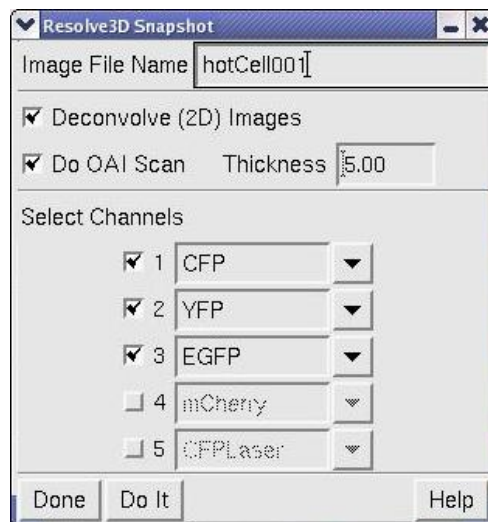 Resolve3D Snapshot
Image File Name hotCell001
Deconvolve (2D) Images
Do OAI Scan Thickness 5.00
Select Channels
1 CFP
2 YFP
3 EGFP
4 mCherry
5 CFPLaser
Done Do It Help